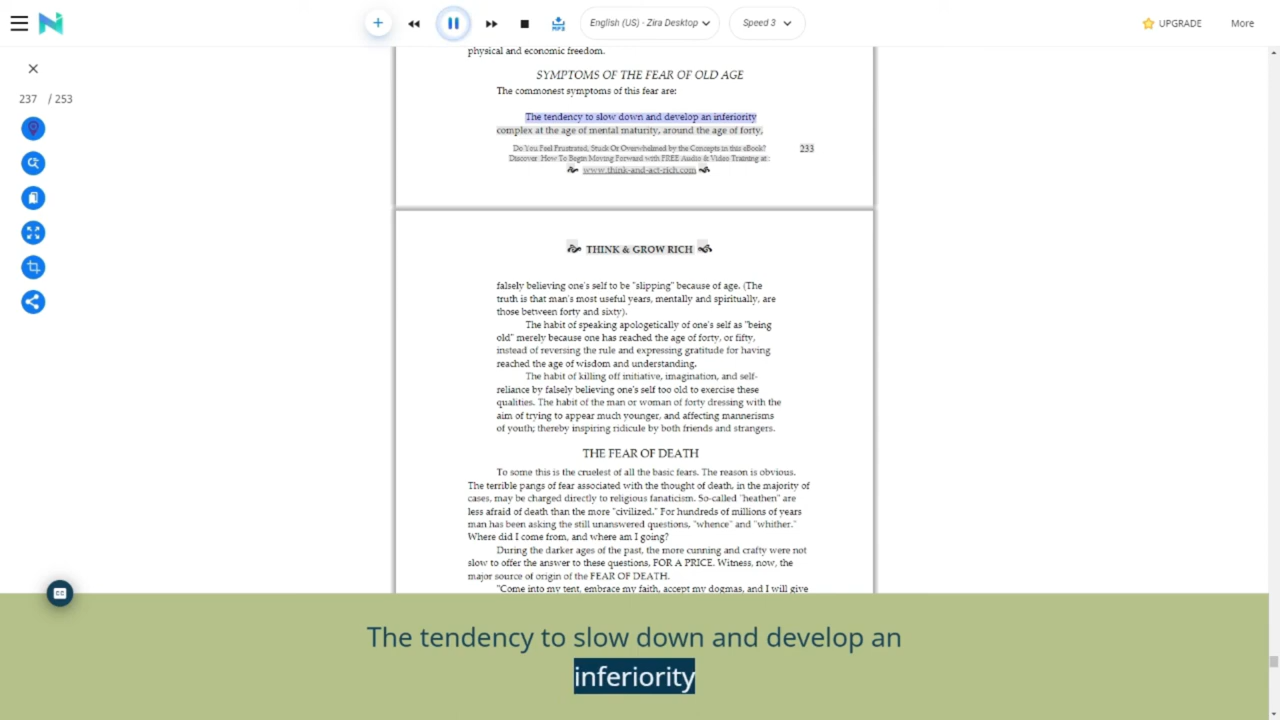 English (US) - Zira Desktop
Speed 3
UPGRADE
More
237 / 253
physical and economic freedom.
SYMPTOMS OF THE FEAR OF OLD AGE
The commonest symptoms of this fear are:
The tendency to slow down and develop an inferiority
complex at the age of mental maturity, around the age of forty,
Do You Feel Frustrated, Stuck Or Overwhelmed by the Concepts in this eBook?
233
Discover How To Begin Moving Forward with FREE Audio & Video Training at :
www.think-and-act-rich.com
THINK & GROW RICH
falsely believing one's self to be "slipping" because of age. (The
truth is that man's most useful years, mentally and spiritually, are
those between forty and sixty).
The habit of speaking apologetically of one's self as "being
old" merely because one has reached the age of forty, or fifty,
instead of reversing the rule and expressing gratitude for having
reached the age of wisdom and understanding.
The habit of killing off initiative, imagination, and self-
reliance by falsely believing one's self too old to exercise these
qualities. The habit of the man or woman of forty dressing with the
aim of trying to appear much younger, and affecting mannerisms
of youth; thereby inspiring ridicule by both friends and strangers.
THE FEAR OF DEATH
To some this is the cruelest of all the basic fears. The reason is obvious.
The terrible pangs of fear associated with the thought of death, in the majority of
cases, may be charged directly to religious fanaticism. So-called "heathen" are
less afraid of death than the more "civilized." For hundreds of millions of years
man has been asking the still unanswered questions, "whence" and "whither."
Where did I come from, and where am I going?
During the darker ages of the past, the more cunning and crafty were not
slow to offer the answer to these questions, FOR A PRICE. Witness, now, the
major source of origin of the FEAR OF DEATH.
"Come into my tent, embrace my faith, accept my dogmas, and I will give
CC
The tendency to slow down and develop an
inferiority